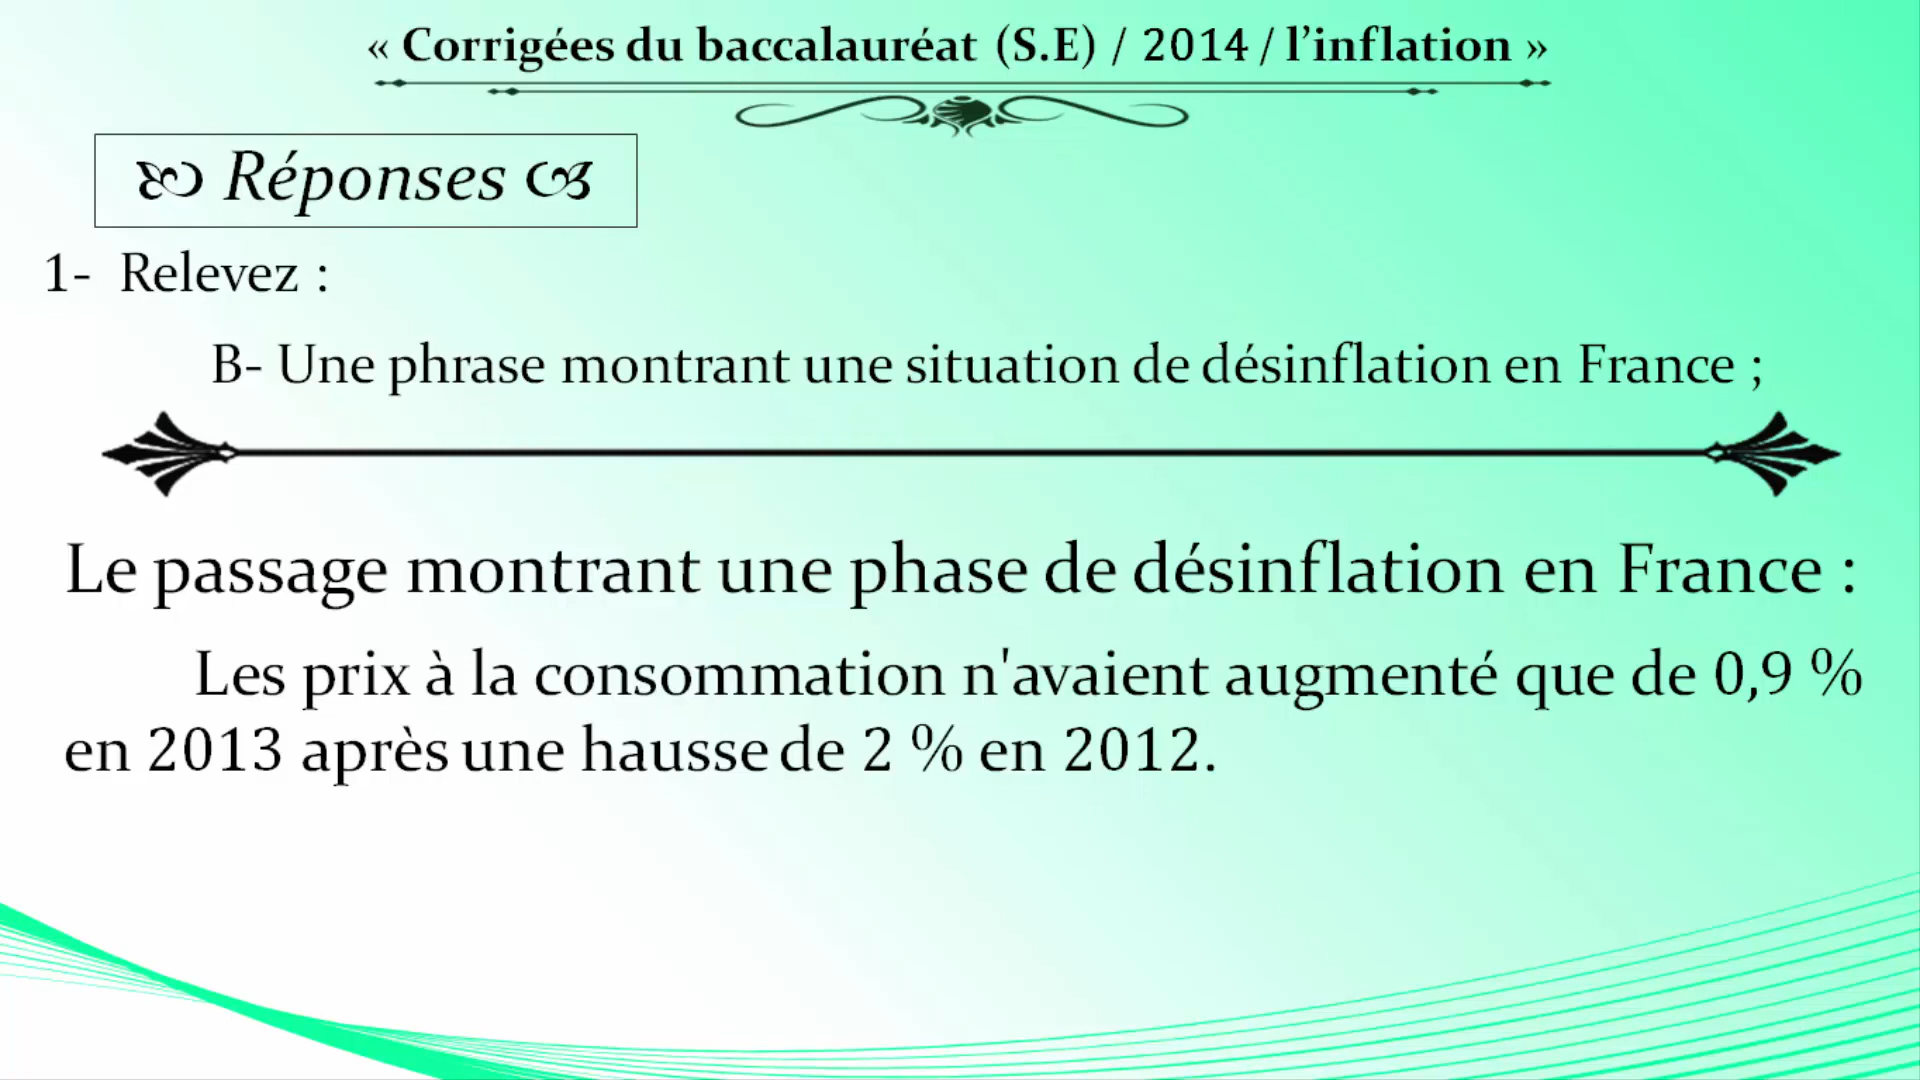 « Corrigées du baccalauréat (S.E) / 2014 / l’inflation »
Réponses
1- Relevez :
B- Une phrase montrant une situation de désinflation en France ;
Le passage montrant une phase de désinflation en France :
Les prix à la consommation n'avaient augmenté que de 0,9 %
en 2013 après une hausse de 2 % en 2012.